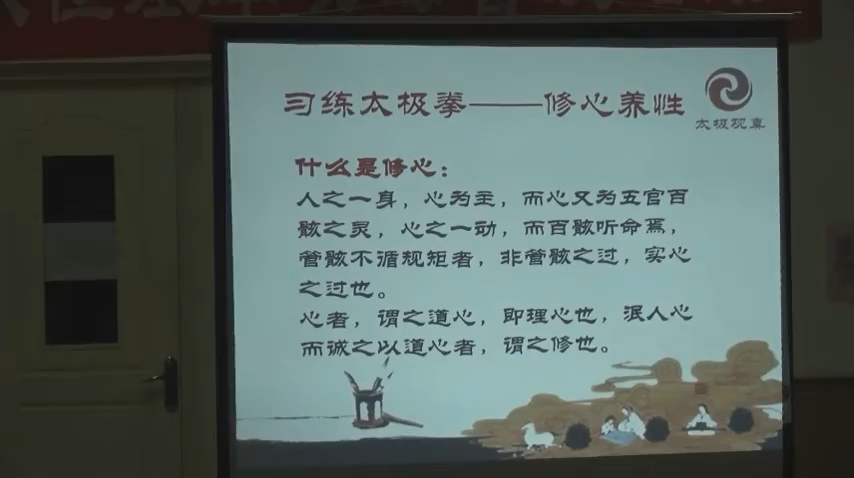 习练太极拳——修心养性
太极观真
什么是修心：
人之一身，心为主，而心又为五官百
骸之灵，心之一动，而百骸听命焉，
管骸不循规矩者，非管骸之过，实心
之过也。
心者，谓之道心，即理心也，泯人心
而诚之以道心者，谓之修也。